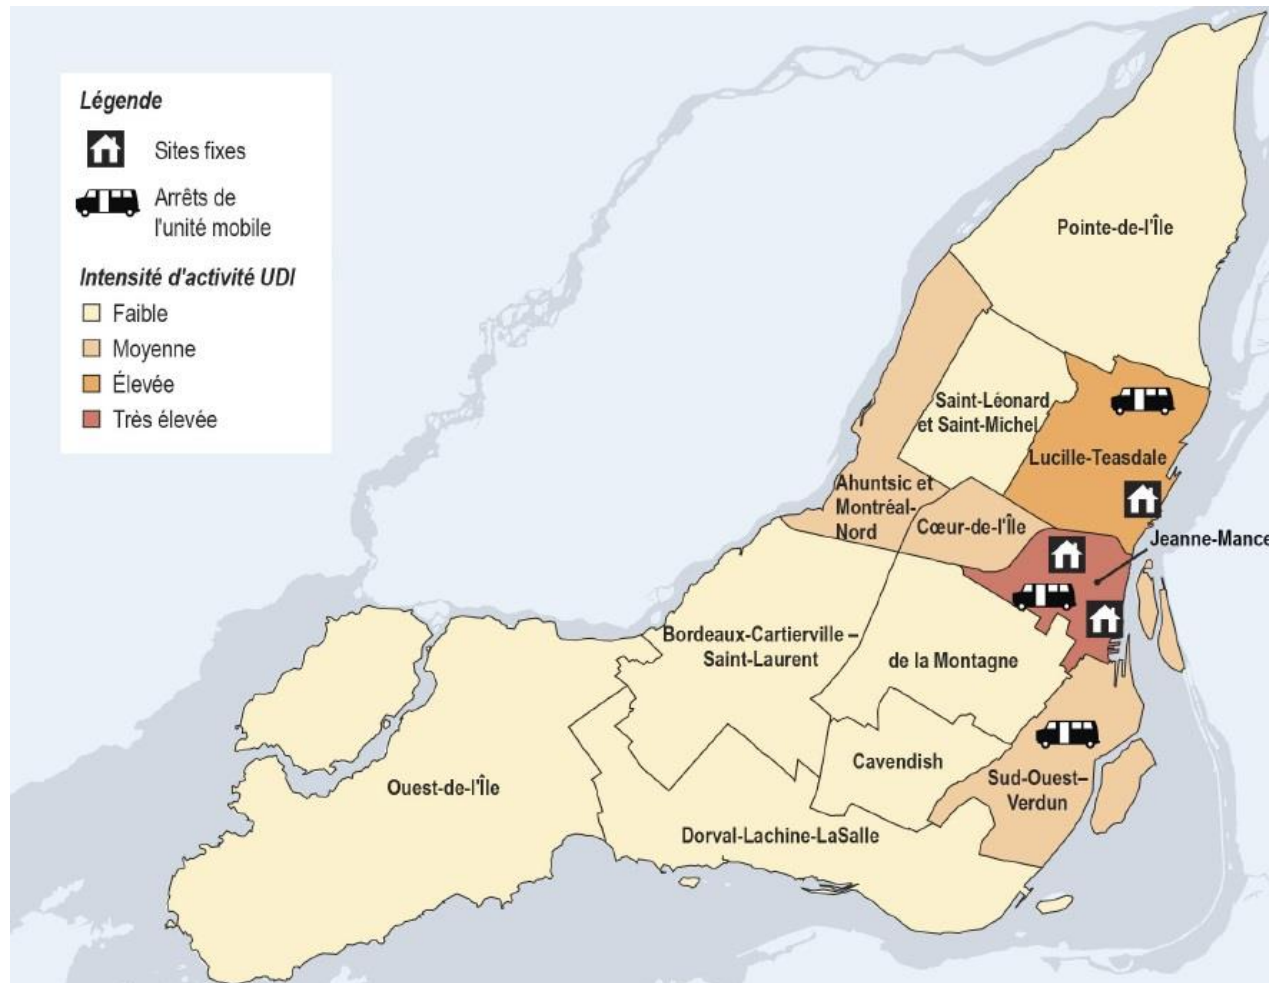 Légende
Sites fixes
Arrêts de
l'unité mobile
Intensité d'activité UDI
Faible
Moyenne
Élevée
Très élevée
Pointe-de-l'Île
Saint-Léonard
et Saint-Michel
Lucille-Teasdale
Ahuntsic et
Montréal-
Nord
Cœur-de-l'Île
Jeanne-Mance
Bordeaux-Cartierville –
Saint-Laurent
de la Montagne
Cavendish
Sud-Ouest–
Verdun
Ouest-de-l'Île
Dorval-Lachine-LaSalle